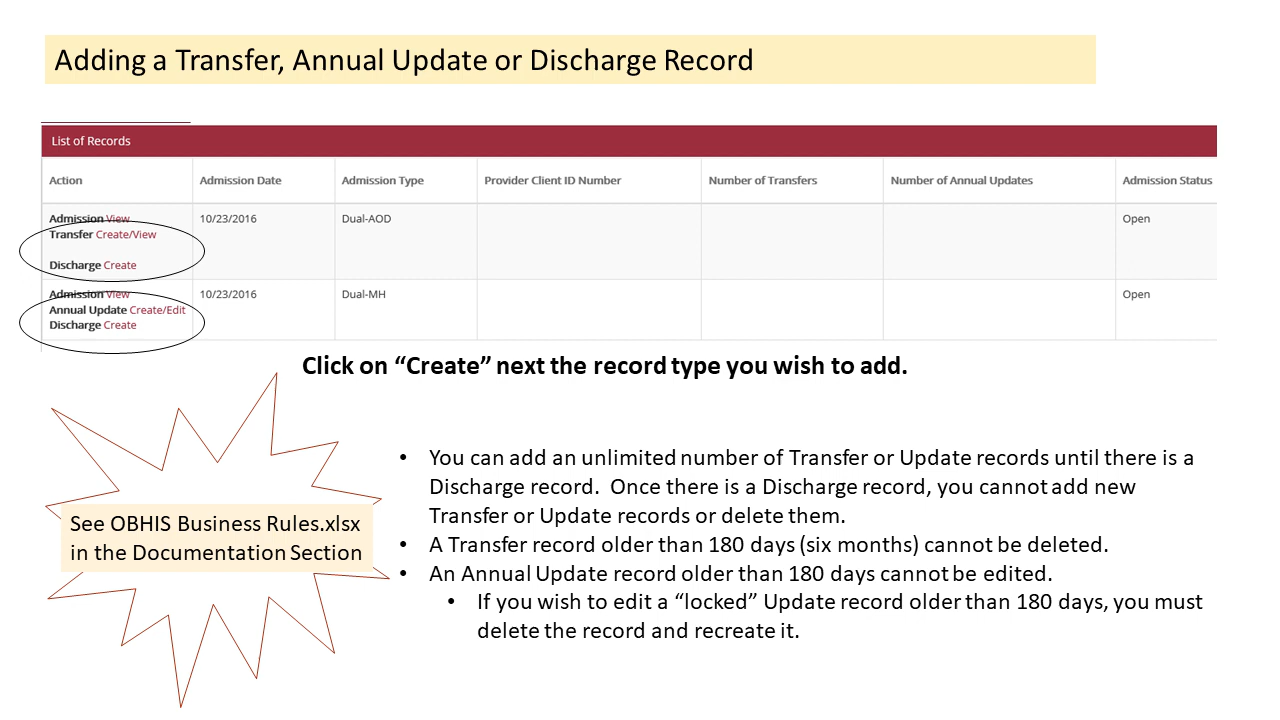 Adding a Transfer, Annual Update or Discharge Record
List of Records
Action Admission Date Admission Type Provider Client ID Number Number of Transfers Number of Annual Updates Admission Status
Admission View 10/23/2016 Dual-AOD Open
Transfer Create/View
Discharge Create
Admission View 10/23/2016 Dual-MH Open
Annual Update Create/Edit
Discharge Create
Click on “Create” next the record type you wish to add.
• You can add an unlimited number of Transfer or Update records until there is a
Discharge record. Once there is a Discharge record, you cannot add new
Transfer or Update records or delete them.
• A Transfer record older than 180 days (six months) cannot be deleted.
• An Annual Update record older than 180 days cannot be edited.
• If you wish to edit a “locked” Update record older than 180 days, you must
delete the record and recreate it.
See OBHIS Business Rules.xlsx
in the Documentation Section